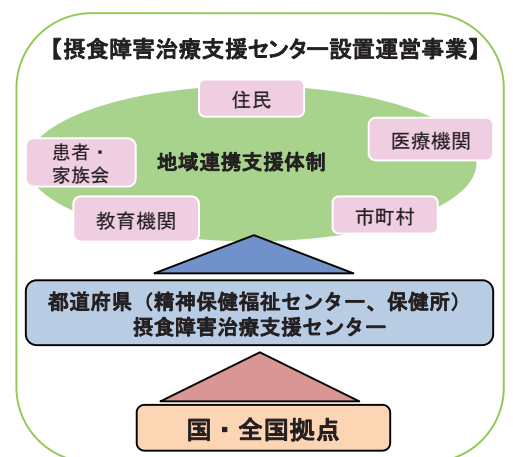 【摂食障害治療支援センター設置運営事業】
住民
医療機関
患者・
家族会
地域連携支援体制
教育機関
市町村
都道府県（精神保健福祉センター、保健所）
摂食障害治療支援センター
国・全国拠点